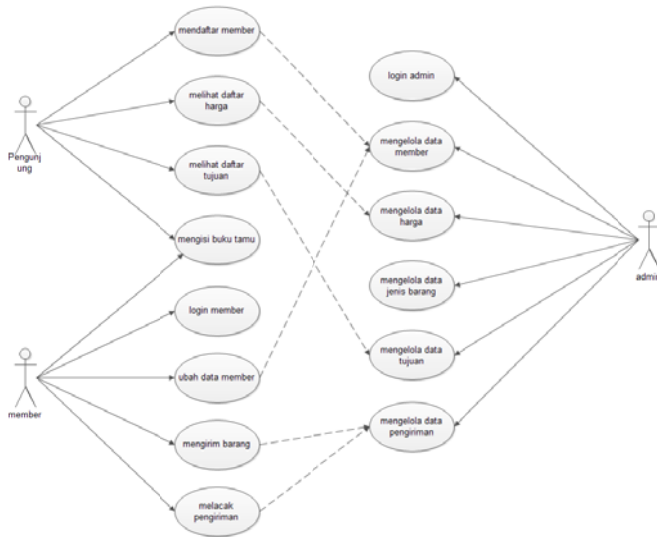 mendaftar member
melihat daftar
harga
melihat daftar
tujuan
mengisi buku tamu
login member
ubah data member
mengirim barang
melacak
pengiriman
Pengunj
ung
member
login admin
mengelola data
member
mengelola data
harga
mengelola data
jenis barang
mengelola data
tujuan
mengelola data
pengiriman
admin